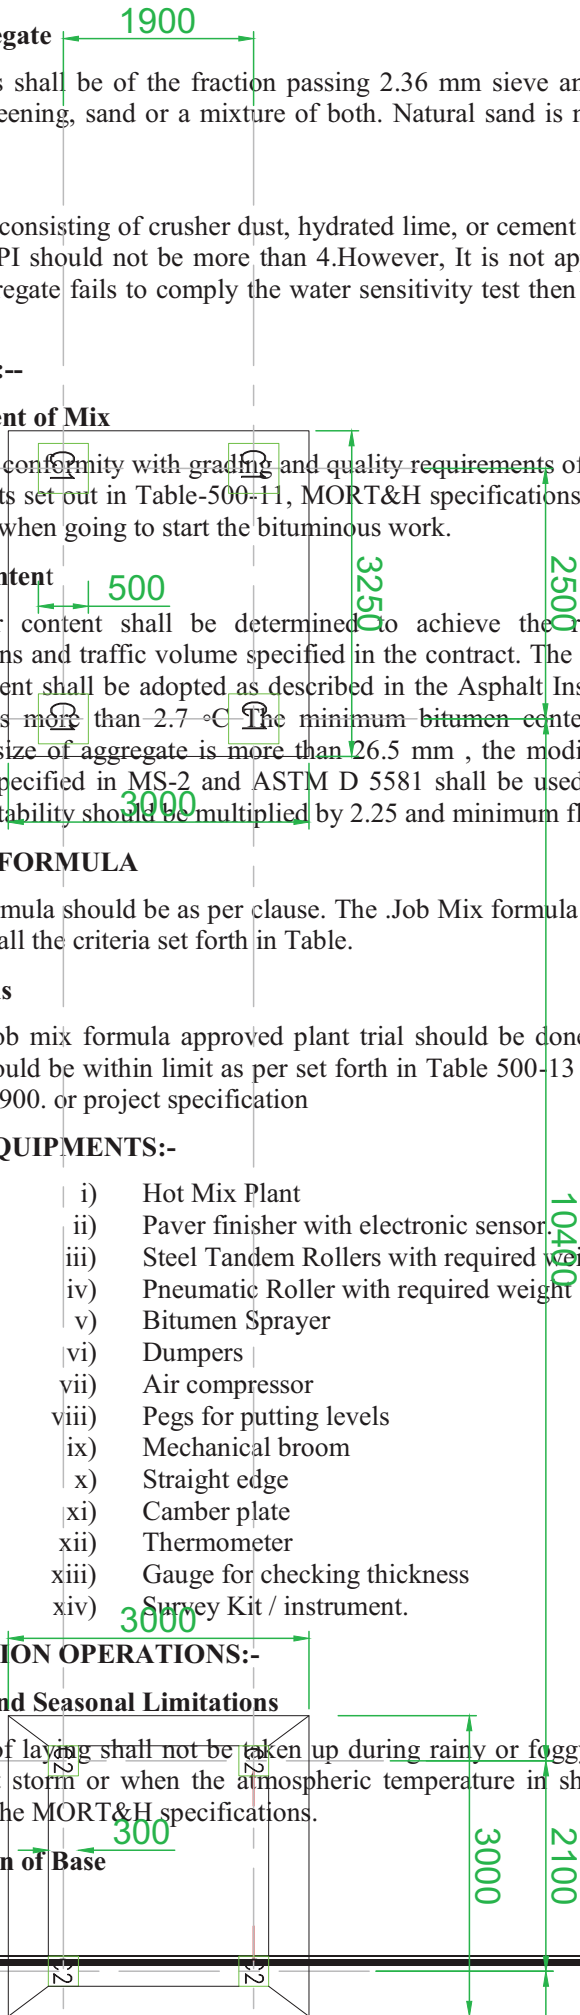 1900
egate
s shall be of the fraction passing 2.36 mm sieve an
eening, sand or a mixture of both. Natural sand is n
consisting of crusher dust, hydrated lime, or cement
PI should not be more than 4.However, It is not ap
regate fails to comply the water sensitivity test then
:--
ent of Mix
C1 C1
conformity with grading and quality requirements of
ts set out in Table-500-11, MORT&H specifications
when going to start the bituminous work.
ntent
500
3250
2500
r content shall be determined to achieve the r
ns and traffic volume specified in the contract. The
ent shall be adopted as described in the Asphalt Ins
C1 C1
s more than 2.7 °C The minimum bitumen conte
size of aggregate is more than 26.5 mm , the modi
pecified in MS-2 and ASTM D 5581 shall be used
3000
tability should be multiplied by 2.25 and minimum fl
FORMULA
mula should be as per clause. The .Job Mix formula
all the criteria set forth in Table.
ls
ob mix formula approved plant trial should be done
ould be within limit as per set forth in Table 500-13
900. or project specification
QUIPMENTS:-
i) Hot Mix Plant
ii) Paver finisher with electronic sensor.
iii) Steel Tandem Rollers with required wei
10400
iv) Pneumatic Roller with required weight
v) Bitumen Sprayer
vi) Dumpers
vii) Air compressor
viii) Pegs for putting levels
ix) Mechanical broom
x) Straight edge
xi) Camber plate
xii) Thermometer
xiii) Gauge for checking thickness
xiv) Survey Kit / instrument.
3000
ION OPERATIONS:-
nd Seasonal Limitations
of laying shall not be taken up during rainy or foggy
C2 C2
t storm or when the atmospheric temperature in sh
he MORT&H specifications.
300
3000
2100
n of Base
C2 C2